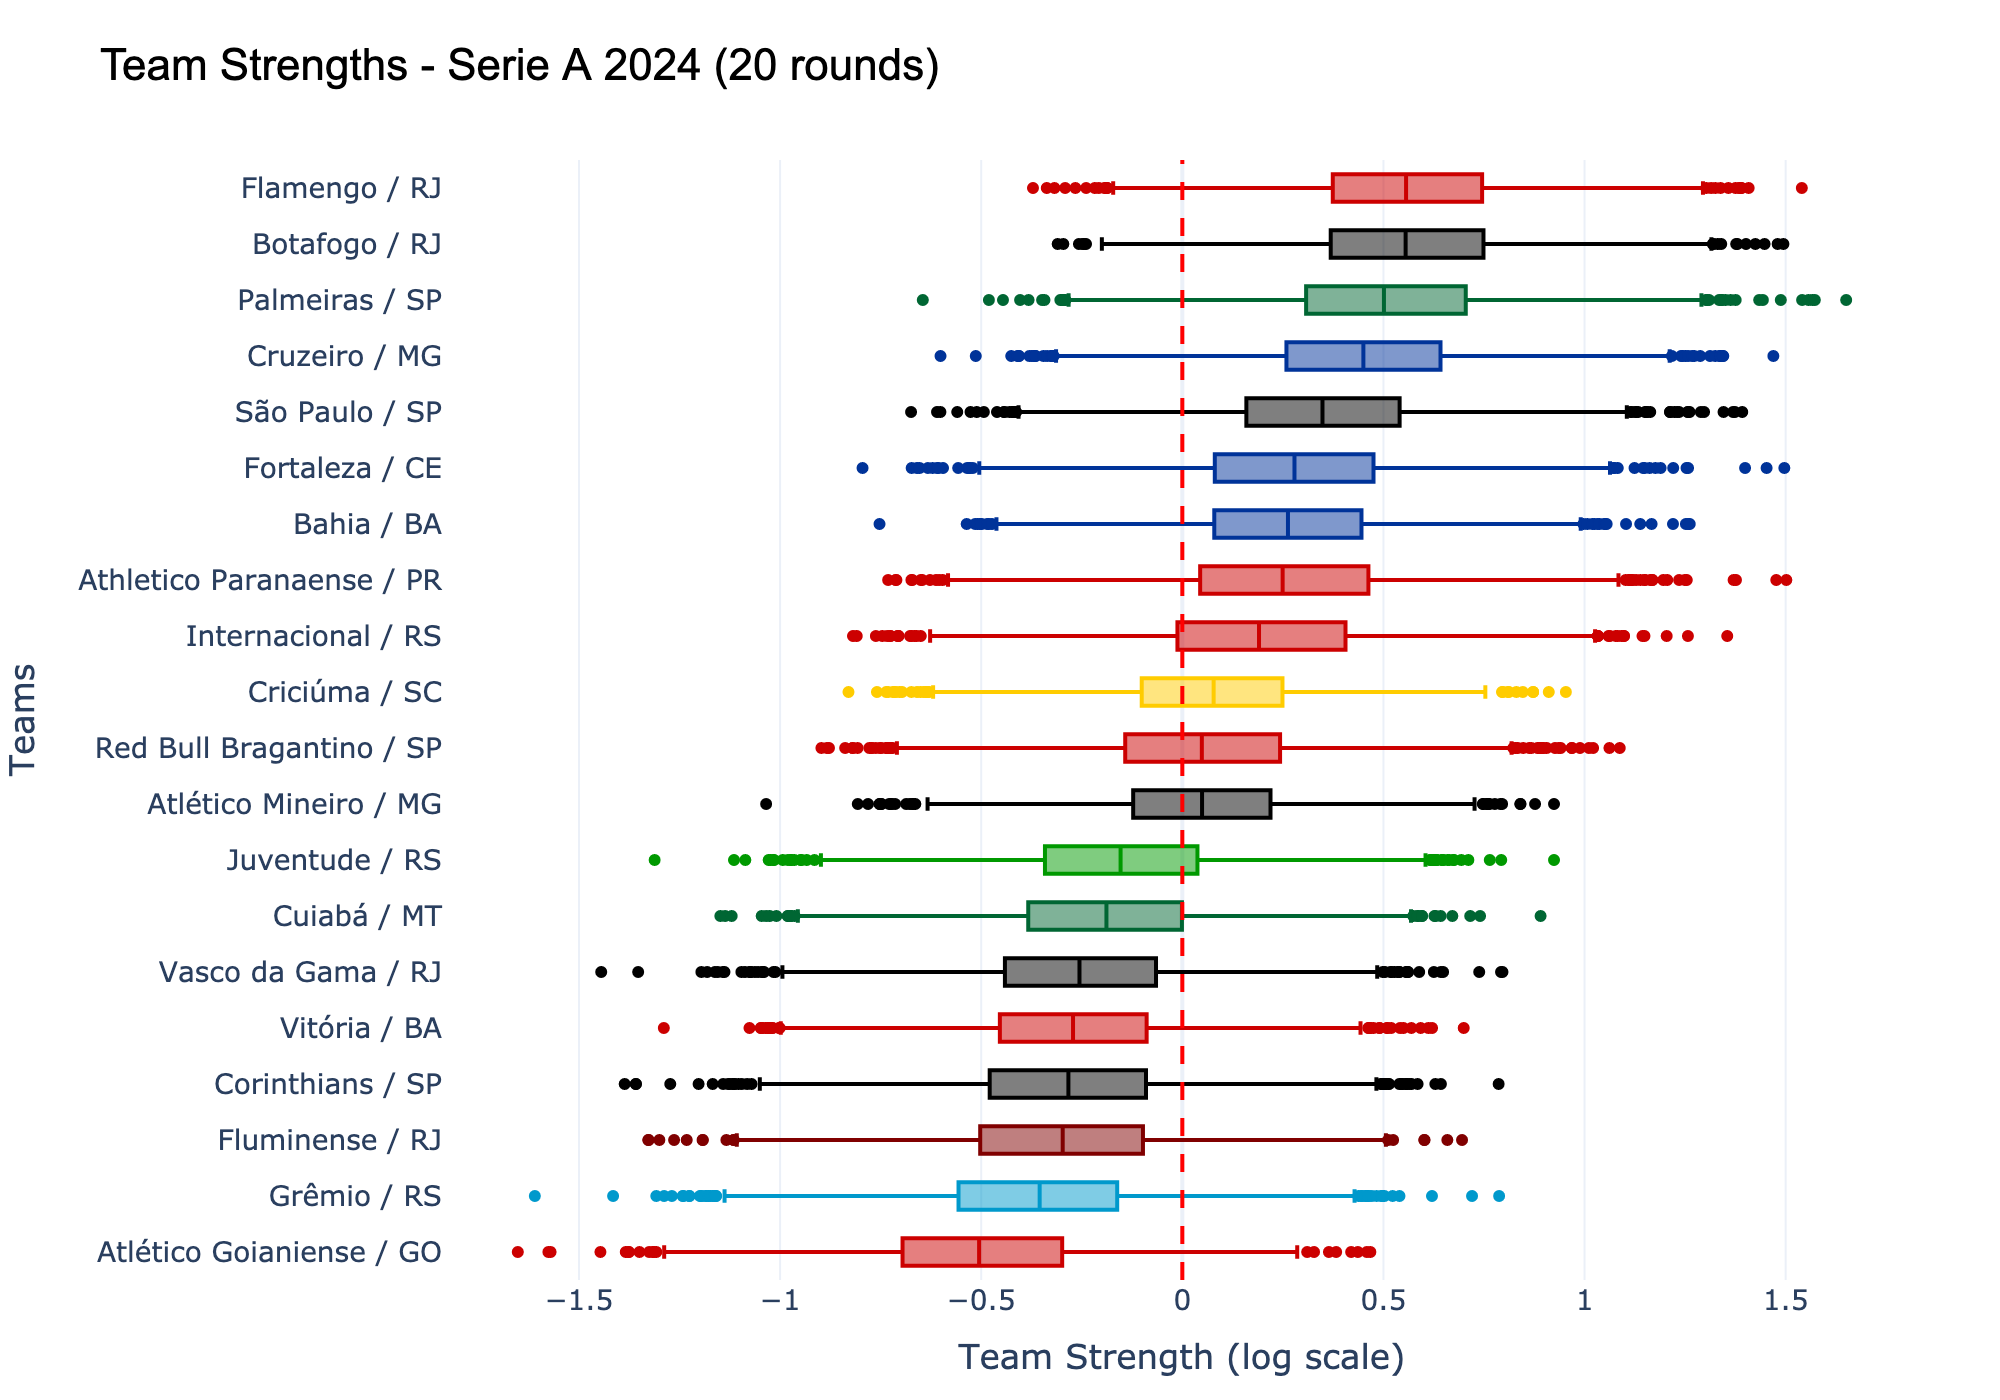 Team Strengths - Serie A 2024 (20 rounds)
Flamengo / RJ
Botafogo / RJ
Palmeiras / SP
Cruzeiro / MG
São Paulo / SP
Fortaleza / CE
Bahia / BA
Athletico Paranaense / PR
Internacional / RS
Criciúma / SC
Red Bull Bragantino / SP
Atlético Mineiro / MG
Juventude / RS
Cuiabá / MT
Vasco da Gama / RJ
Vitória / BA
Corinthians / SP
Fluminense / RJ
Grêmio / RS
Atlético Goianiense / GO
Teams
−1.5 −1 −0.5 0 0.5 1 1.5
Team Strength (log scale)